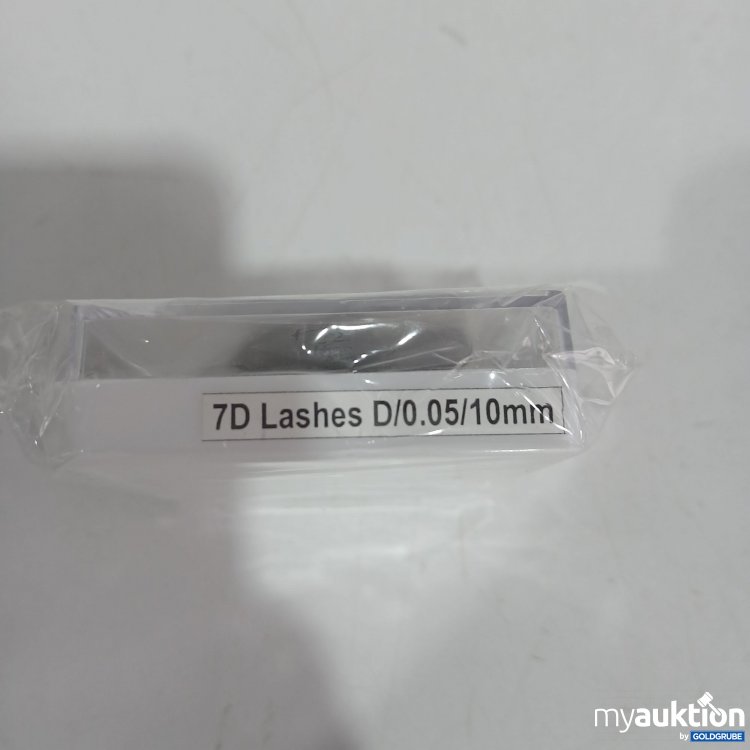 7D Lashes D/0.05/10mm
myauktion
by GOLDGRUBE